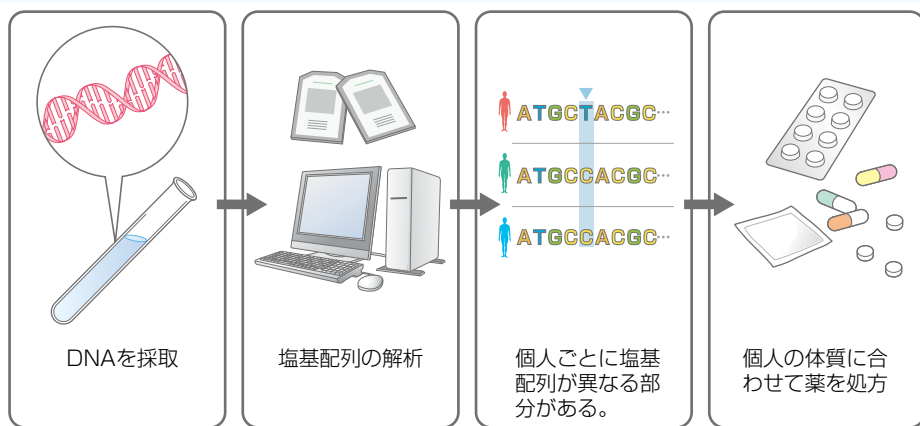 DNAを採取
塩基配列の解析
ATGCTACGC…
ATGCCACGC…
ATGCCACGC…
個人ごとに塩基
配列が異なる部
分がある。
個人の体質に合
わせて薬を処方